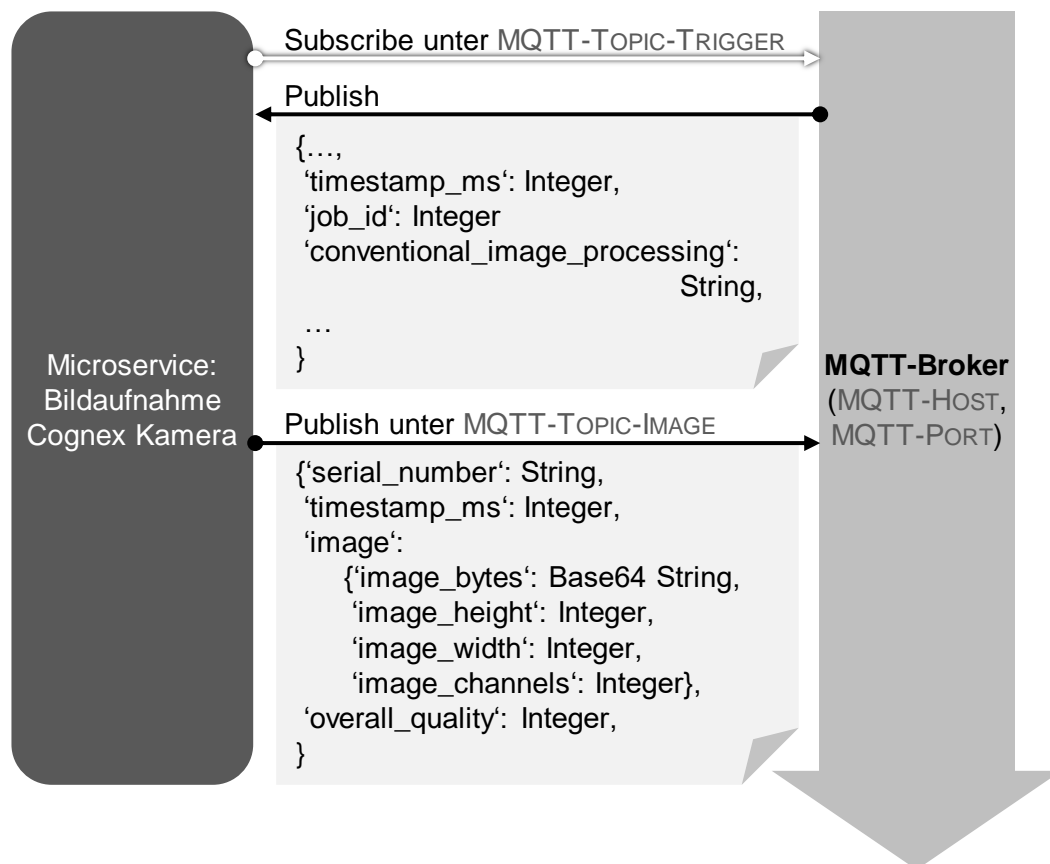 Subscribe unter MQTT-TOPIC-TRIGGER
Publish
{…,
‘timestamp_ms‘: Integer,
‘job_id‘: Integer
‘conventional_image_processing‘:
String,
…
}
Microservice:
Bildaufnahme
Cognex Kamera
MQTT-Broker
(MQTT-HOST,
MQTT-PORT)
Publish unter MQTT-TOPIC-IMAGE
{‘serial_number‘: String,
‘timestamp_ms‘: Integer,
‘image‘:
{‘image_bytes‘: Base64 String,
‘image_height‘: Integer,
‘image_width‘: Integer,
‘image_channels‘: Integer},
‘overall_quality‘: Integer,
}